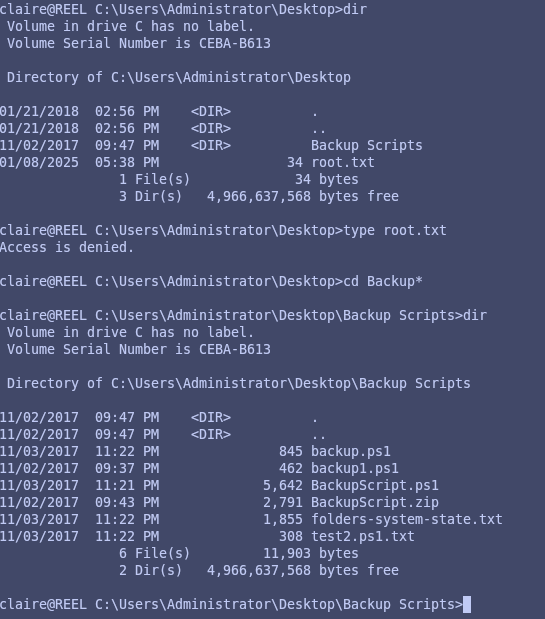 claire@REEL C:\Users\Administrator\Desktop>dir
 Volume in drive C has no label.
 Volume Serial Number is CEBA-B613
 Directory of C:\Users\Administrator\Desktop
01/21/2018  02:56 PM    <DIR>          .
01/21/2018  02:56 PM    <DIR>          ..
11/02/2017  09:47 PM    <DIR>          Backup Scripts
01/08/2025  05:38 PM                34 root.txt
               1 File(s)             34 bytes
               3 Dir(s)   4,966,637,568 bytes free
claire@REEL C:\Users\Administrator\Desktop>type root.txt
Access is denied.
claire@REEL C:\Users\Administrator\Desktop>cd Backup*
claire@REEL C:\Users\Administrator\Desktop\Backup Scripts>dir
 Volume in drive C has no label.
 Volume Serial Number is CEBA-B613
 Directory of C:\Users\Administrator\Desktop\Backup Scripts
11/02/2017  09:47 PM    <DIR>          .
11/02/2017  09:47 PM    <DIR>          ..
11/03/2017  11:22 PM               845 backup.ps1
11/02/2017  09:37 PM               462 backup1.ps1
11/03/2017  11:21 PM             5,642 BackupScript.ps1
11/02/2017  09:43 PM             2,791 BackupScript.zip
11/03/2017  11:22 PM             1,855 folders-system-state.txt
11/03/2017  11:22 PM               308 test2.ps1.txt
               6 File(s)         11,903 bytes
               2 Dir(s)   4,966,637,568 bytes free
claire@REEL C:\Users\Administrator\Desktop\Backup Scripts>